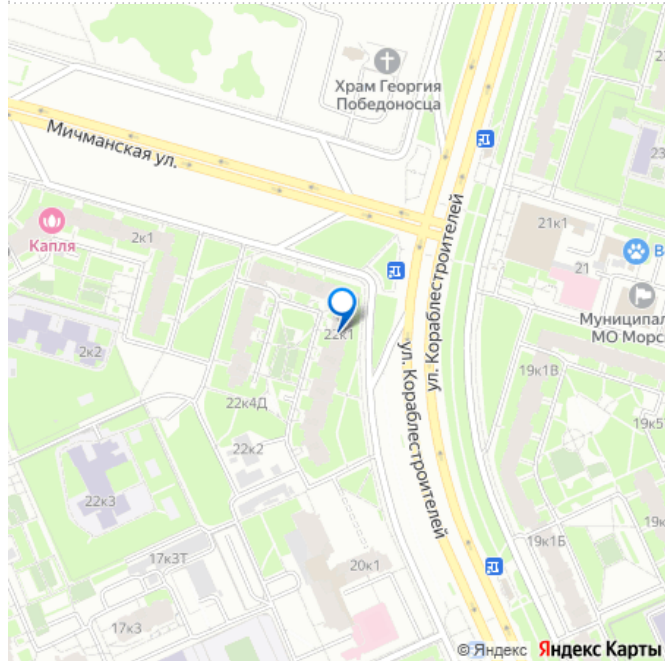 Храм Георгия
Победоносца
Мичманская ул.
ул. Кораблестроителей
Капля
2к1
21к1
21
Муниципал
МО Морс
22к1
ул. Кораблестроителей
2к2
19к1В
22к4Д
19к5
22к2
22к3
17к3Т
20к1
19к1Б
17к3
© Яндекс Яндекс Карты